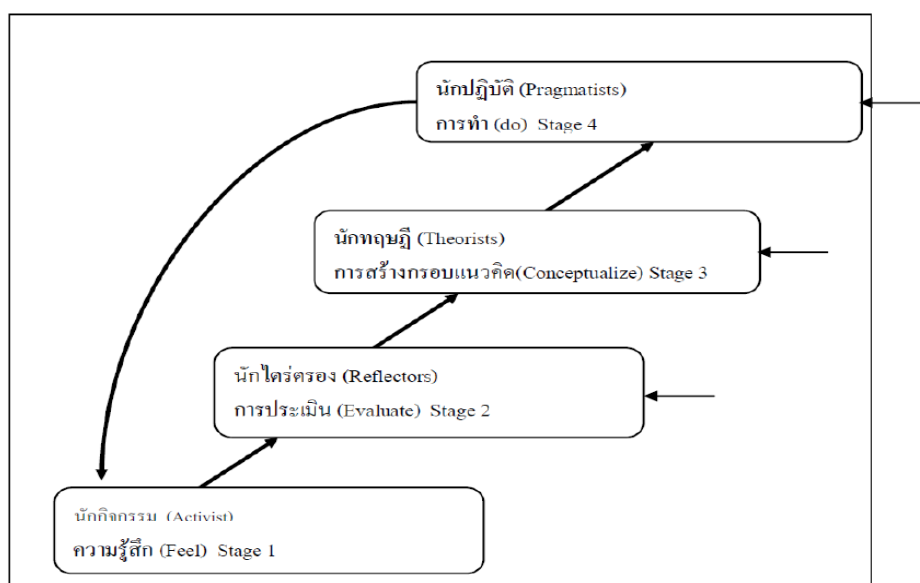 นักปฏิบัติ (Pragmatists)
การทำ (do) Stage 4
นักทฤษฎี (Theorists)
การสร้างกรอบแนวคิด(Conceptualize) Stage 3
นักไตร่ตรอง (Reflectors)
การประเมิน (Evaluate) Stage 2
นักกิจกรรม (Activist)
ความรู้สึก (Feel) Stage 1